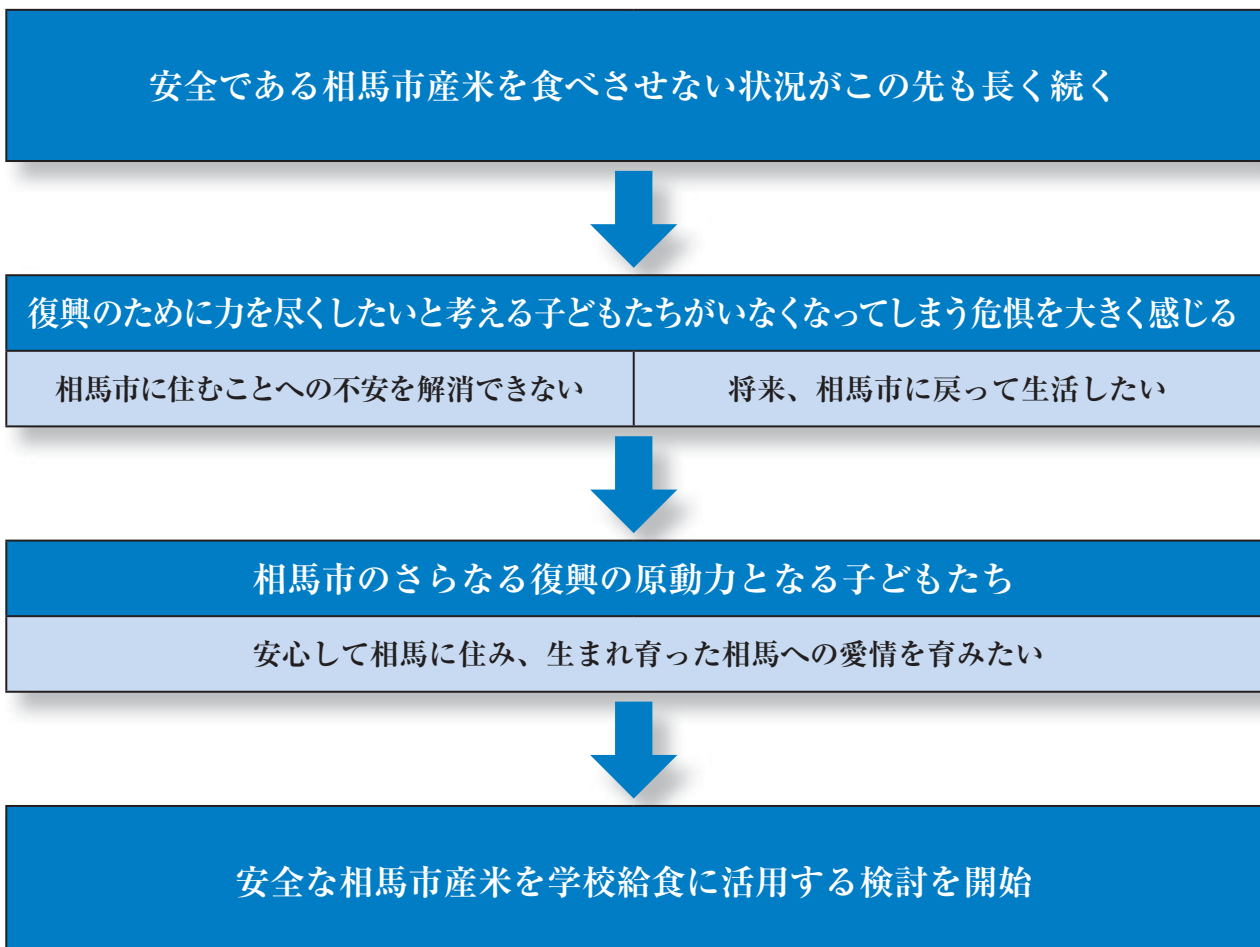 安全である相馬市産米を食べさせない状況がこの先も長く続く
復興のために力を尽くしたいと考える子どもたちがいなくなってしまう危惧を大きく感じる
相馬市に住むことへの不安を解消できない
将来、相馬市に戻って生活したい
相馬市のさらなる復興の原動力となる子どもたち
安心して相馬に住み、生まれ育った相馬への愛情を育みたい
安全な相馬市産米を学校給食に活用する検討を開始